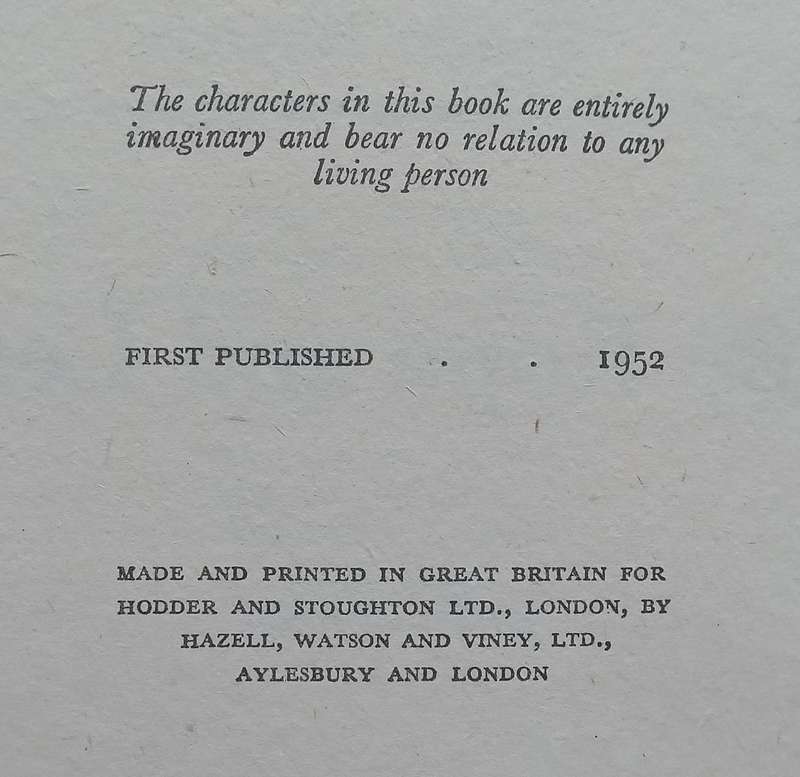 The characters in this book are entirely
imaginary and bear no relation to any
living person
FIRST PUBLISHED . . 1952
MADE AND PRINTED IN GREAT BRITAIN FOR
HODDER AND STOUGHTON LTD., LONDON, BY
HAZELL, WATSON AND VINEY, LTD.,
AYLESBURY AND LONDON